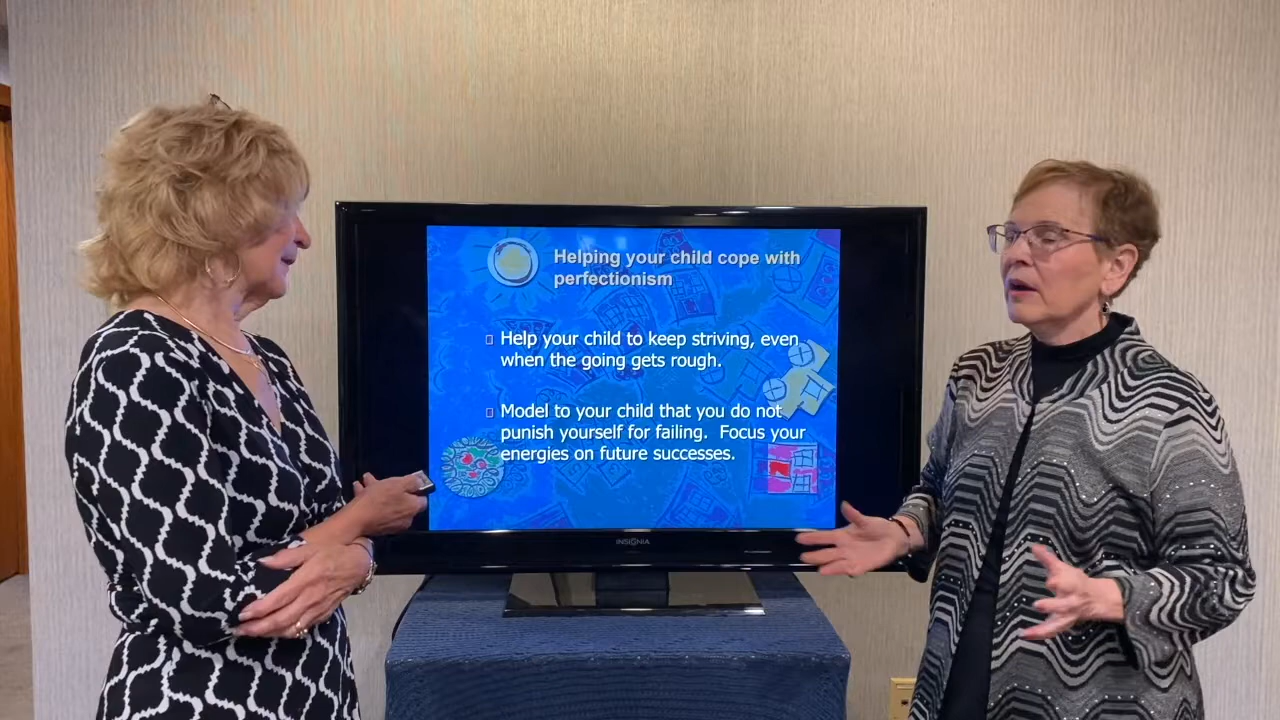 Helping your child cope with
perfectionism
Help your child to keep striving, even
when the going gets rough.
Model to your child that you do not
punish yourself for failing. Focus your
energies on future successes.
INSIGNIA